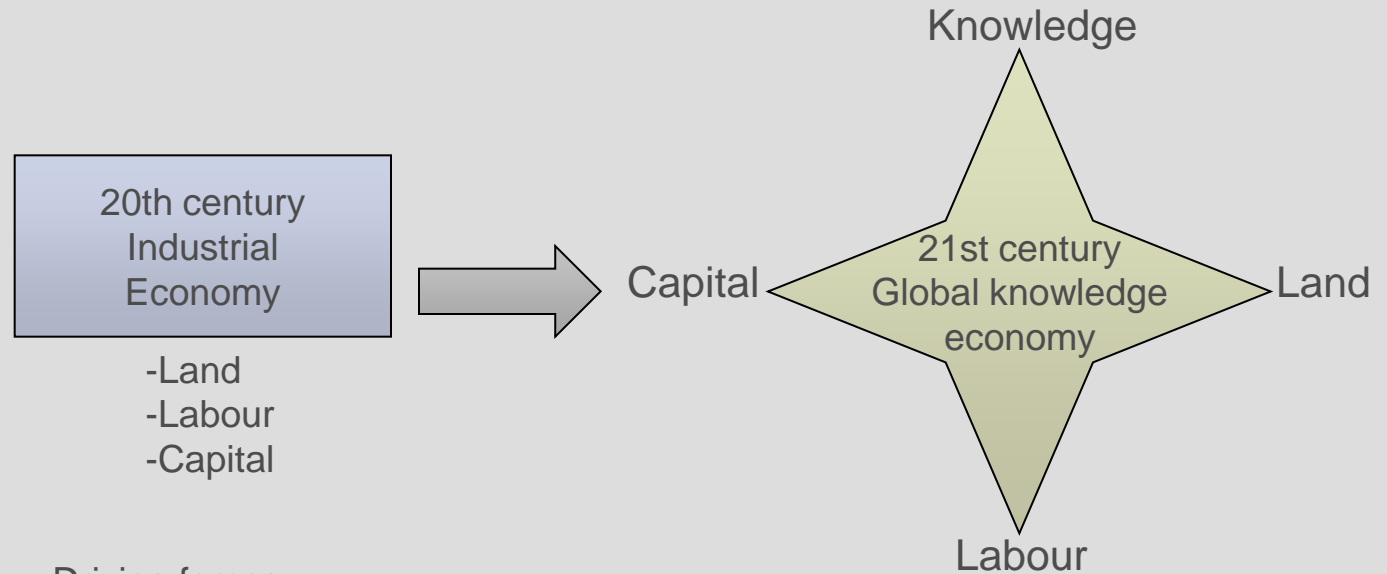 Knowledge
20th century
Industrial
Economy
21st century
Global knowledge
economy
Capital
Land
-Land
-Labour
-Capital
Labour